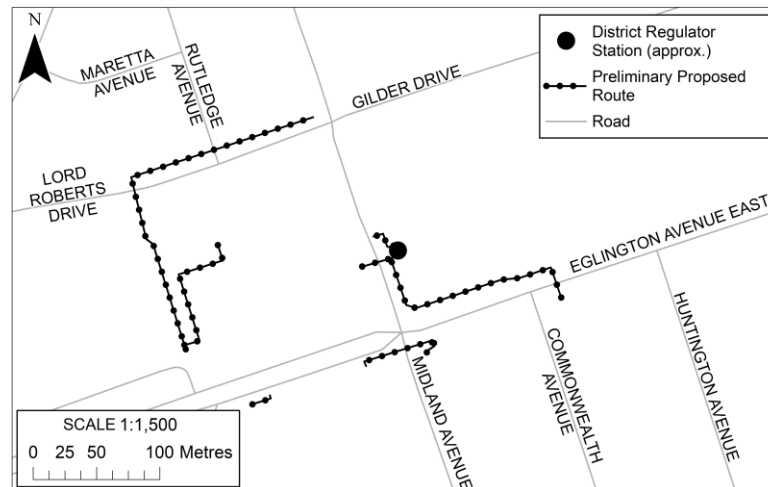 N
MARETTA
AVENUE
RUTLEDGE
AVENUE
GILDER DRIVE
District Regulator
Station (approx.)
Preliminary Proposed
Route
Road
LORD
ROBERTS
DRIVE
EGLINGTON AVENUE EAST
MIDLAND AVENUE
COMMONWEALTH
AVENUE
HUNTINGTON AVENUE
SCALE 1:1,500
0 25 50 100 Metres